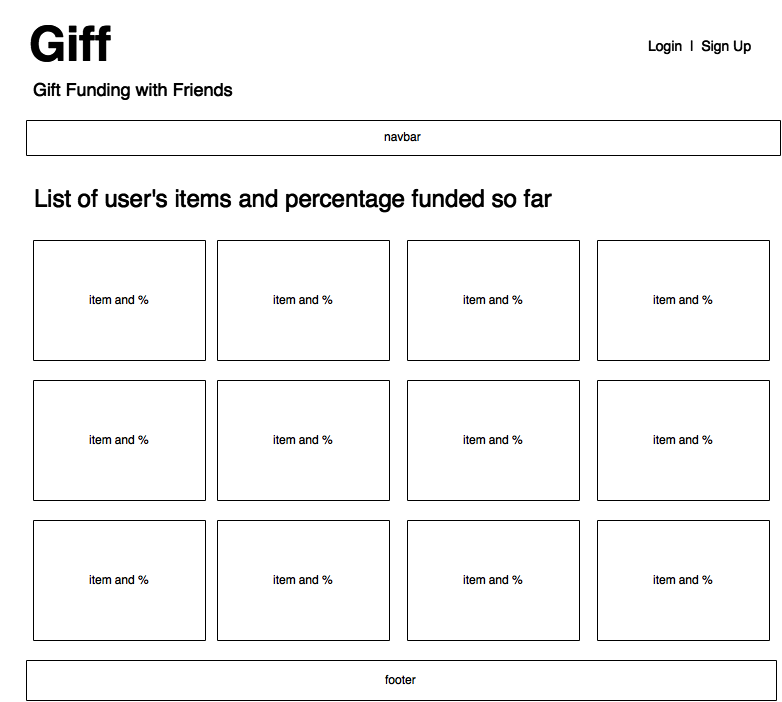 Giff
Login | Sign Up
Gift Funding with Friends
navbar
List of user's items and percentage funded so far
item and % item and % item and % item and %
item and % item and % item and % item and %
item and % item and % item and % item and %
footer